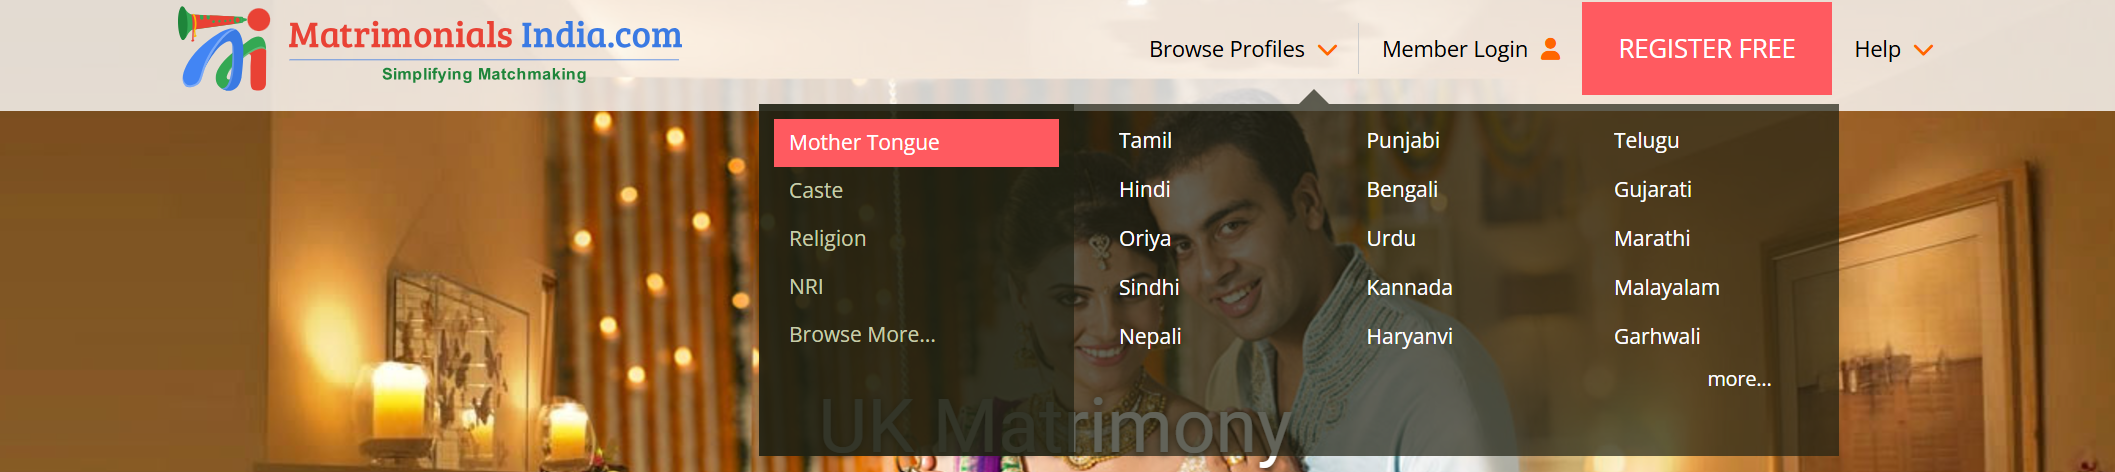 Matrimonials India.com
Simplifying Matchmaking
Browse Profiles
Member Login
REGISTER FREE
Help
Mother Tongue
Caste
Religion
NRI
Browse More...
Tamil
Punjabi
Telugu
Hindi
Bengali
Gujarati
Oriya
Urdu
Marathi
Sindhi
Kannada
Malayalam
Nepali
Haryanvi
Garhwali
more...
UK Matrimony